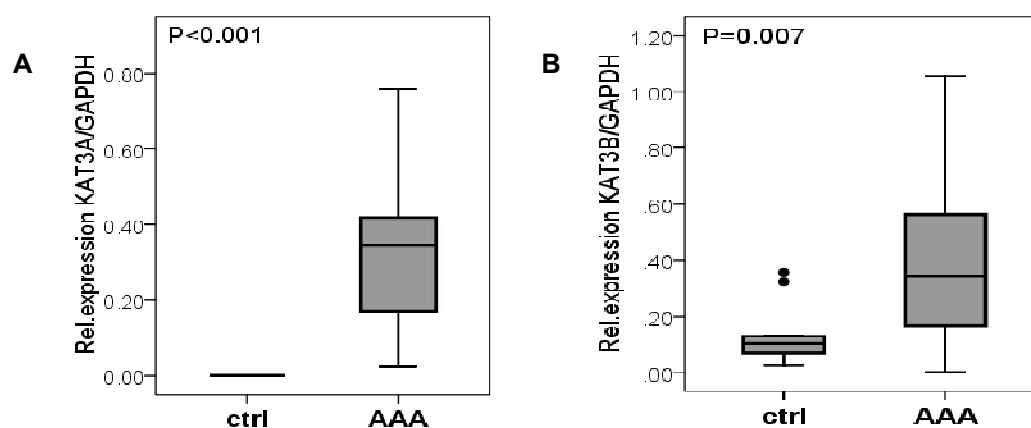 A
P<0.001
Rel.expression KAT3A/GAPDH
0.80
0.60
0.40
0.20
0.00
ctrl
AAA
B
P=0.007
Rel.expression KAT3B/GAPDH
1.20
1.00
.80
.60
.40
.20
.00
ctrl
AAA